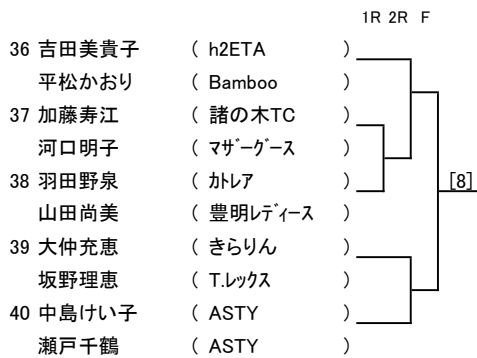 1R 2R F
36 吉田美貴子 ( h2ETA )
平松かおり ( Bamboo )
37 加藤寿江 ( 諸の木TC )
河口明子 ( ﾏｻﾞｰｸﾞｰｽ )
38 羽田野泉 ( ｶﾄﾚｱ )
[8]
山田尚美 ( 豊明ﾚﾃﾞｨｰｽ )
39 大仲充恵 ( きらりん )
坂野理恵 ( T.ﾚｯｸｽ )
40 中島けい子 ( ASTY )
瀬戸千鶴 ( ASTY )